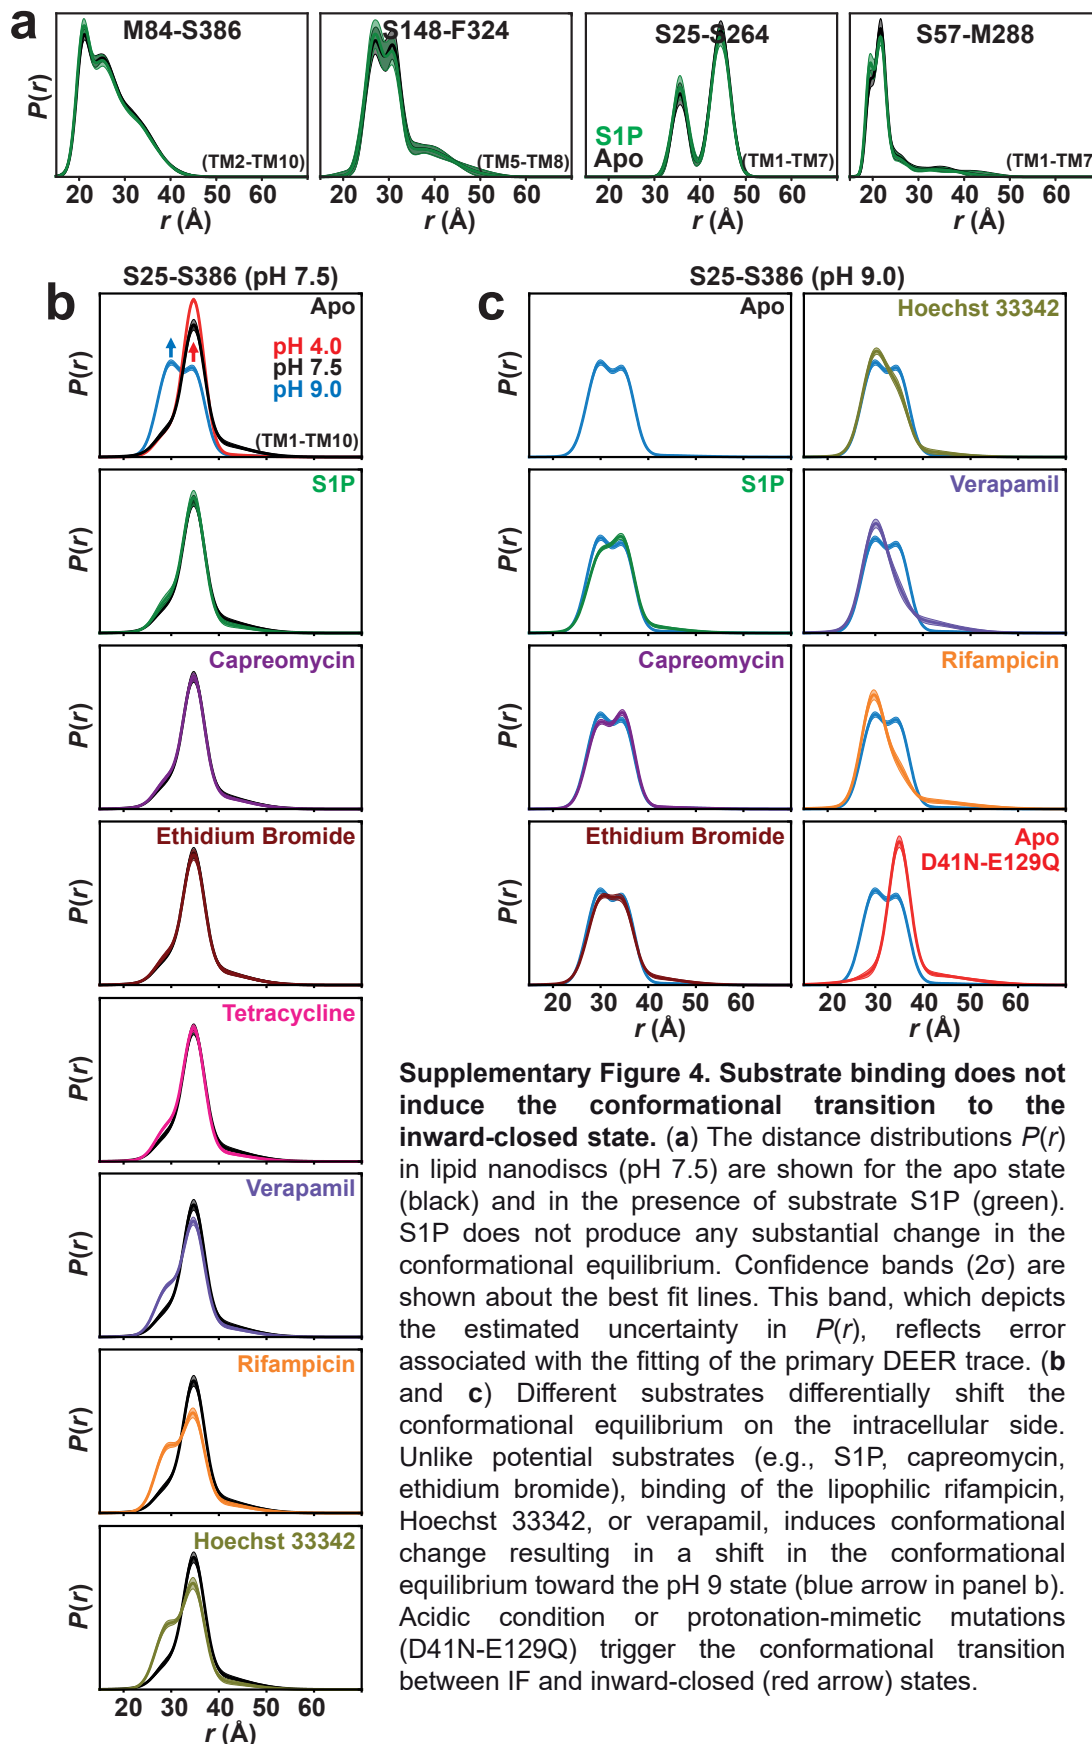 a
M84-S386
S148-F324
S25-S264
S57-M288
P(r)
S1P
Apo
(TM2-TM10)
(TM5-TM8)
(TM1-TM7)
(TM1-TM7)
20 30 40 50 60
20 30 40 50 60
20 30 40 50 60
20 30 40 50 60
r (Å)
r (Å)
r (Å)
r (Å)
b
S25-S386 (pH 7.5)
P(r)
Apo
pH 4.0
pH 7.5
pH 9.0
(TM1-TM10)
P(r)
S1P
P(r)
Capreomycin
P(r)
Ethidium Bromide
P(r)
Tetracycline
P(r)
Verapamil
P(r)
Rifampicin
P(r)
Hoechst 33342
20 30 40 50 60
r (Å)
c
S25-S386 (pH 9.0)
P(r)
Apo
Hoechst 33342
P(r)
S1P
Verapamil
P(r)
Capreomycin
Rifampicin
P(r)
Ethidium Bromide
Apo
D41N-E129Q
20 30 40 50 60
20 30 40 50 60
r (Å)
r (Å)
Supplementary Figure 4. Substrate binding does not
induce the conformational transition to the
inward-closed state. (a) The distance distributions P(r)
in lipid nanodiscs (pH 7.5) are shown for the apo state
(black) and in the presence of substrate S1P (green).
S1P does not produce any substantial change in the
conformational equilibrium. Confidence bands (2σ) are
shown about the best fit lines. This band, which depicts
the estimated uncertainty in P(r), reflects error
associated with the fitting of the primary DEER trace. (b
and c) Different substrates differentially shift the
conformational equilibrium on the intracellular side.
Unlike potential substrates (e.g., S1P, capreomycin,
ethidium bromide), binding of the lipophilic rifampicin,
Hoechst 33342, or verapamil, induces conformational
change resulting in a shift in the conformational
equilibrium toward the pH 9 state (blue arrow in panel b).
Acidic condition or protonation-mimetic mutations
(D41N-E129Q) trigger the conformational transition
between IF and inward-closed (red arrow) states.